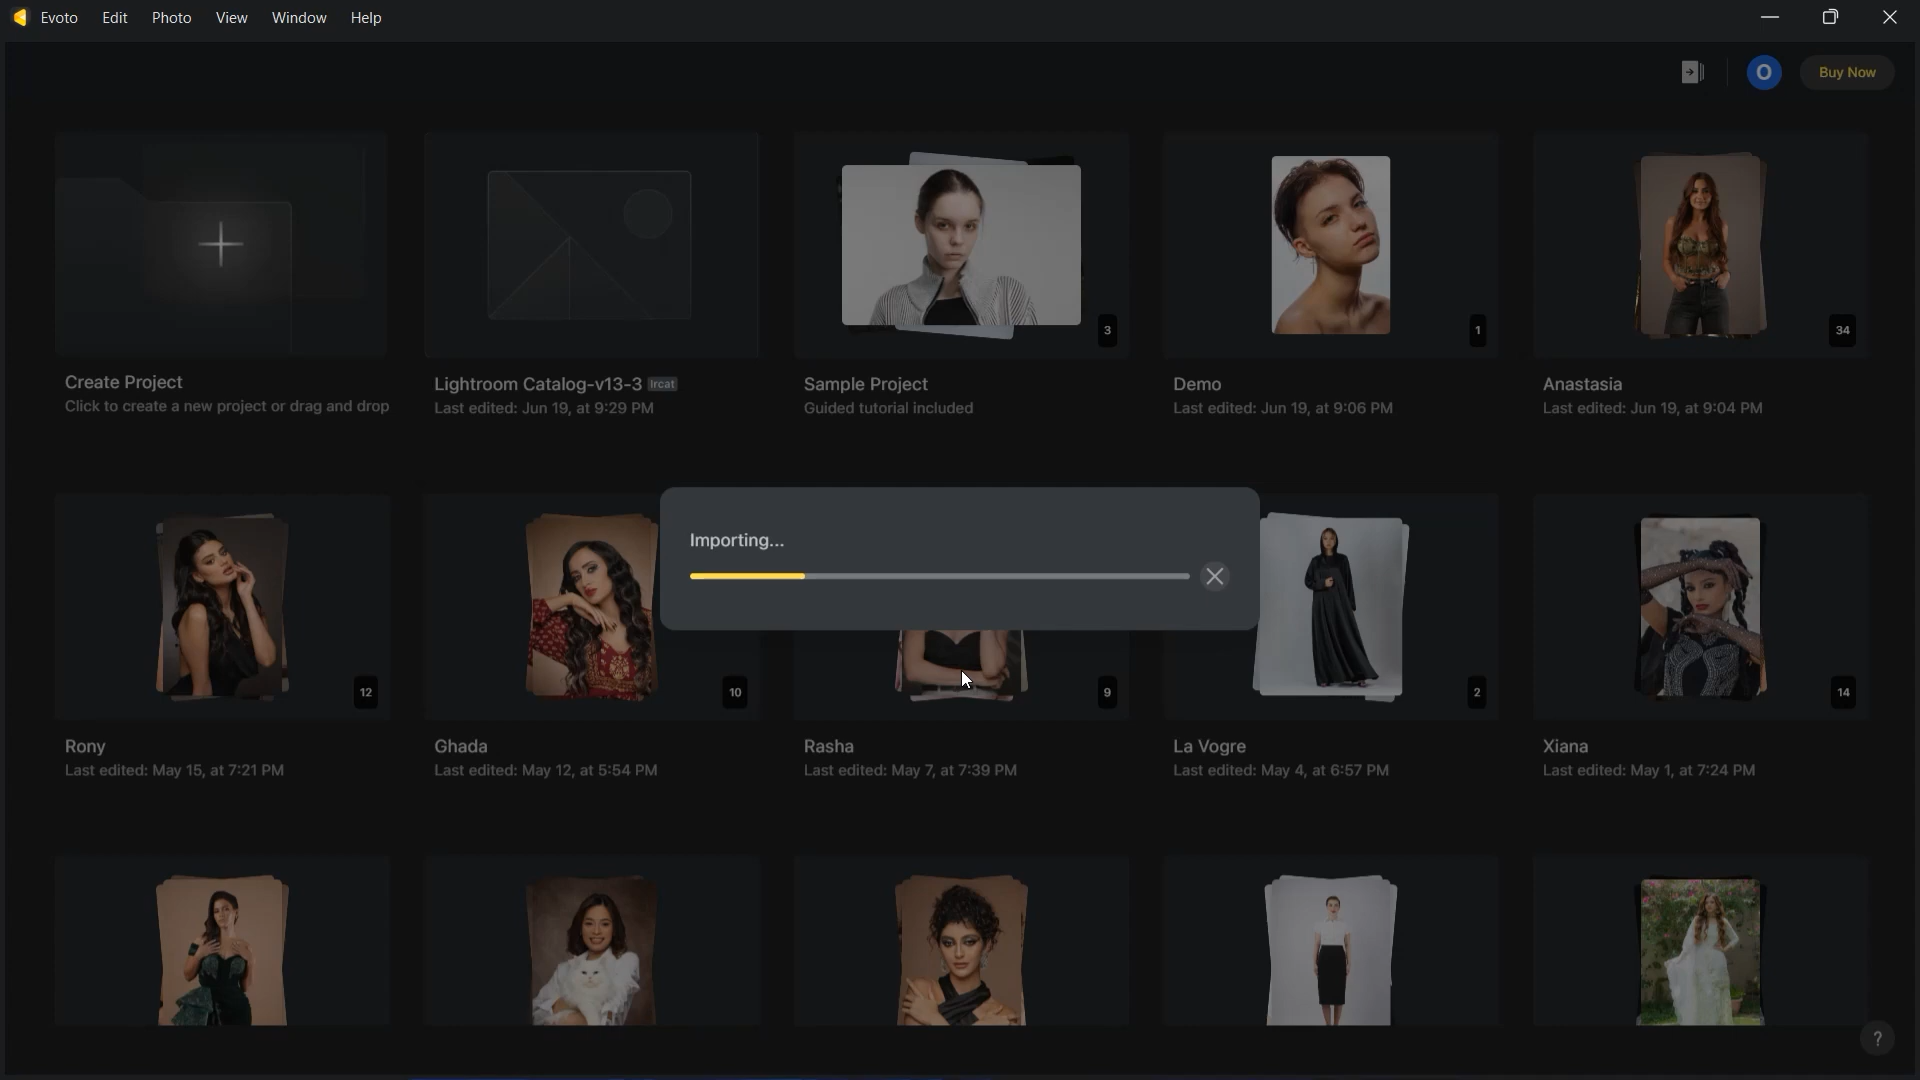 Evoto Edit Photo View Window Help
O Buy Now
3
1
34
Create Project
Click to create a new project or drag and drop
Lightroom Catalog-v13-3 lrcat
Last edited: Jun 19, at 9:29 PM
Sample Project
Guided tutorial included
Demo
Last edited: Jun 19, at 9:06 PM
Anastasia
Last edited: Jun 19, at 9:04 PM
Importing...
12
10
9
2
14
Rony
Last edited: May 15, at 7:21 PM
Ghada
Last edited: May 12, at 5:54 PM
Rasha
Last edited: May 7, at 7:39 PM
La Vogre
Last edited: May 4, at 6:57 PM
Xiana
Last edited: May 1, at 7:24 PM
?